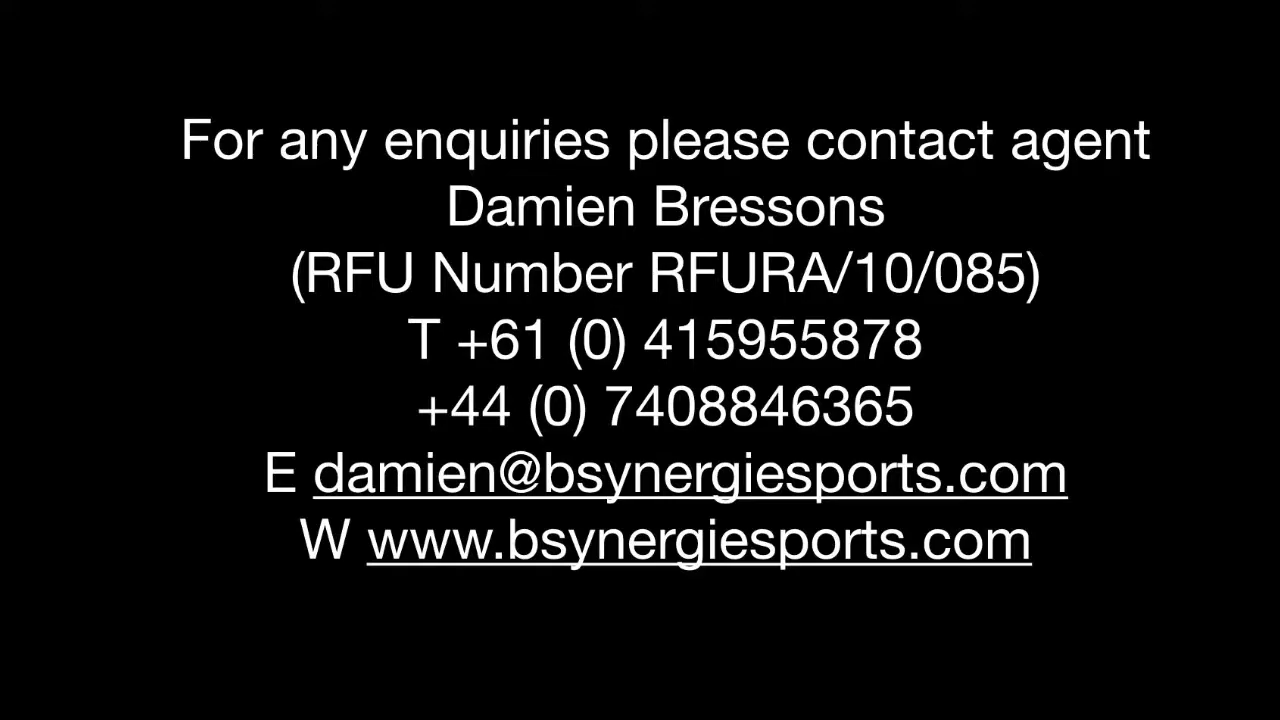 For any enquiries please contact agent
Damien Bressons
(RFU Number RFURA/10/085)
T +61 (0) 415955878
+44 (0) 7408846365
E damien@bsynergiesports.com
W www.bsynergiesports.com